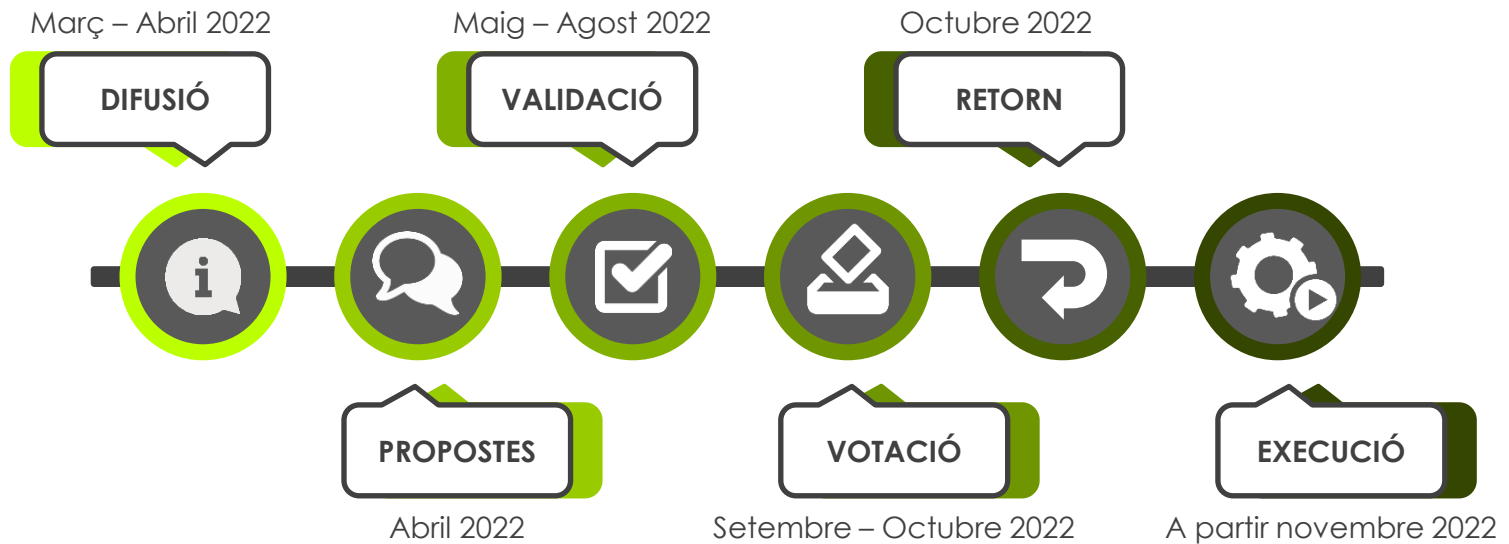 Març – Abril 2022
DIFUSIÓ
Maig – Agost 2022
VALIDACIÓ
Octubre 2022
RETORN
PROPOSTES
Abril 2022
VOTACIÓ
Setembre – Octubre 2022
EXECUCIÓ
A partir novembre 2022